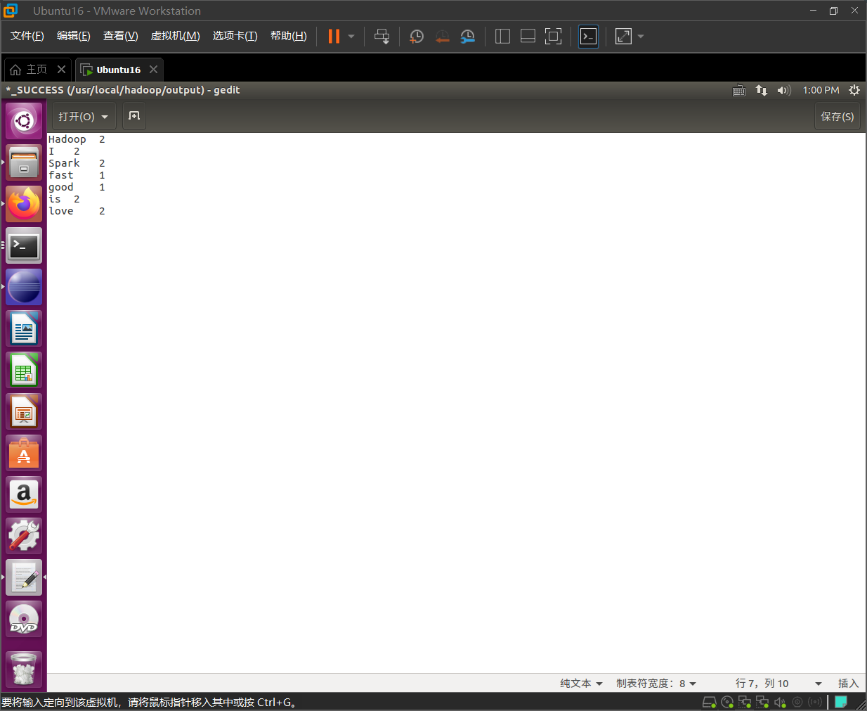 Ubuntu16 - VMware Workstation
文件(F) 编辑(E) 查看(V) 虚拟机(M) 选项卡(T) 帮助(H)
主页 Ubuntu16
*_SUCCESS (/usr/local/hadoop/output) - gedit 1:00 PM
打开(O) 保存(S)
Hadoop 2
I 2
Spark 2
fast 1
good 1
is 2
love 2
纯文本 制表符宽度：8 行 7，列 10 插入
要将输入定向到该虚拟机，请将鼠标指针移入其中或按 Ctrl+G。